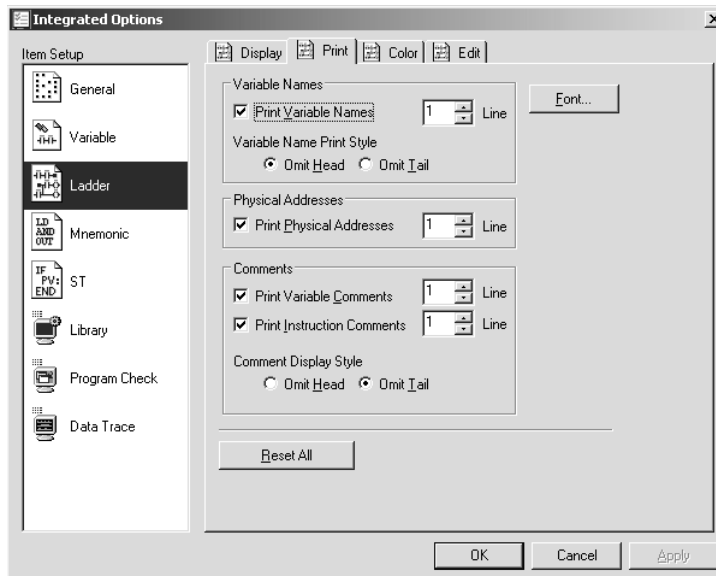 Integrated Options
Item Setup
General
Variable
Ladder
LD
AND
OUT
Mnemonic
IF
PV:
END
ST
Library
Program Check
Data Trace
Display
Print
Color
Edit
Variable Names
Print Variable Names
1
Line
Font...
Variable Name Print Style
Omit Head
Omit Tail
Physical Addresses
Print Physical Addresses
1
Line
Comments
Print Variable Comments
1
Line
Print Instruction Comments
1
Line
Comment Display Style
Omit Head
Omit Tail
Reset All
OK
Cancel
Apply